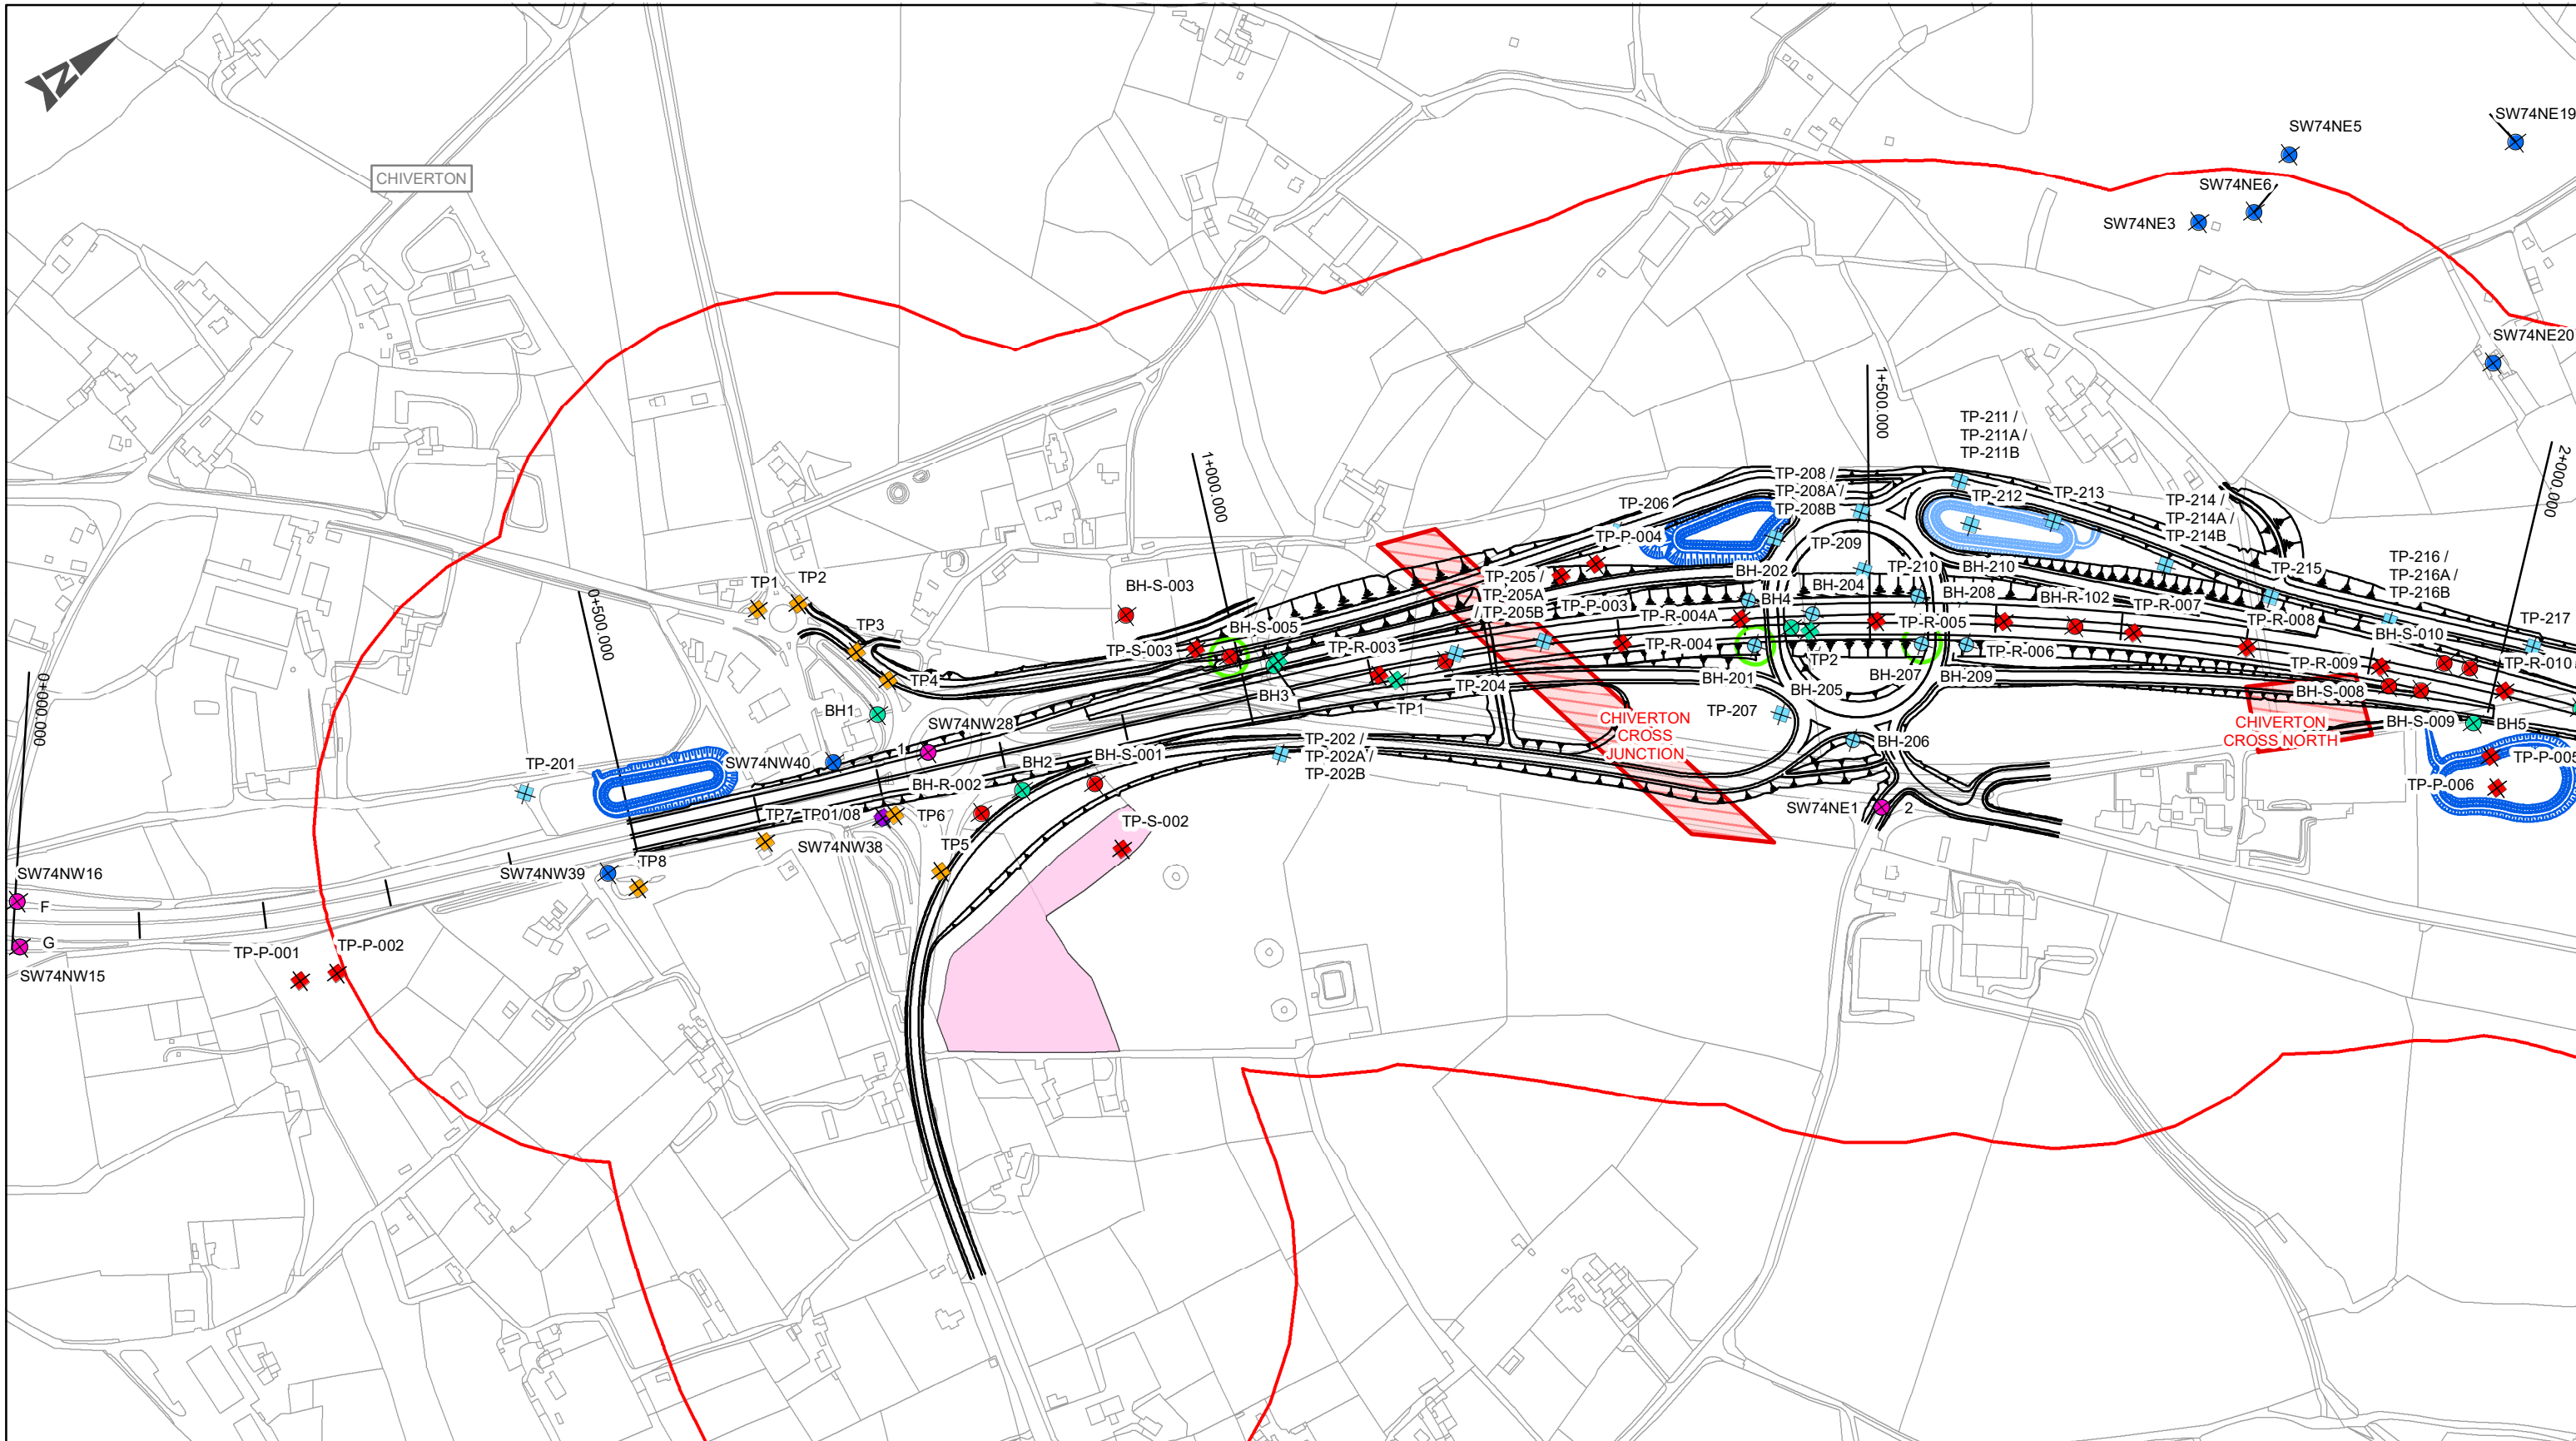 N
SW74NE19
SW74NE5
CHIVERTON
SW74NE6
SW74NE3
SW74NE20
1+500.000
TP-211 /
TP-211A /
TP-211B
1+000.000
2+000.000
TP-208 /
TP-208A /
TP-208B
TP-206
TP-212
TP-213
TP-214 /
TP-214A /
TP-214B
TP-P-004
TP-209
TP-216 /
TP-216A /
TP-216B
TP1
TP2
BH-S-003
TP-205 /
TP-205A
/ TP-205B
BH-202
BH-204
TP-210
BH-210
TP-215
0+500.000
TP-P-003
BH4
BH-208
BH-R-102
TP-R-007
TP3
BH-S-005
TP-R-004A
TP-R-005
TP-R-008
BH-S-010
TP-217
TP-S-003
TP-R-003
TP-R-004
TP2
TP-R-006
TP-R-009
TP-R-010
TP4
BH3
TP-204
BH-201
BH-205
BH-207
BH-209
BH-S-008
0+000.000
BH1
SW74NW28
1
TP1
TP-207
CHIVERTON
CROSS
JUNCTION
CHIVERTON
CROSS NORTH
BH-S-009
BH5
TP-201
SW74NW40
BH-R-002
BH2
BH-S-001
TP-202 /
TP-202A /
TP-202B
BH-206
TP-P-005
TP-P-006
TP7
TP01/08
TP6
TP-S-002
SW74NE1
2
SW74NW38
TP5
TP8
SW74NW39
SW74NW16
F
G
SW74NW15
TP-P-001
TP-P-002